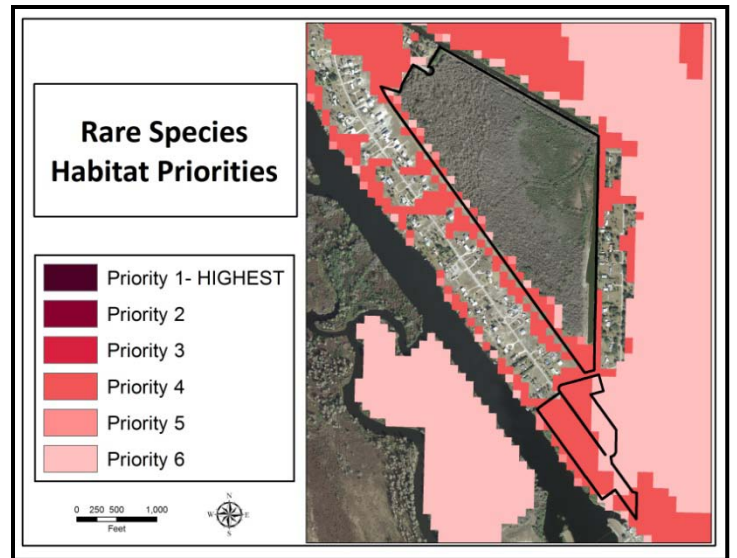 Rare Species
Habitat Priorities
Priority 1- HIGHEST
Priority 2
Priority 3
Priority 4
Priority 5
Priority 6
0 250 500 1,000
Feet
N
W E
S